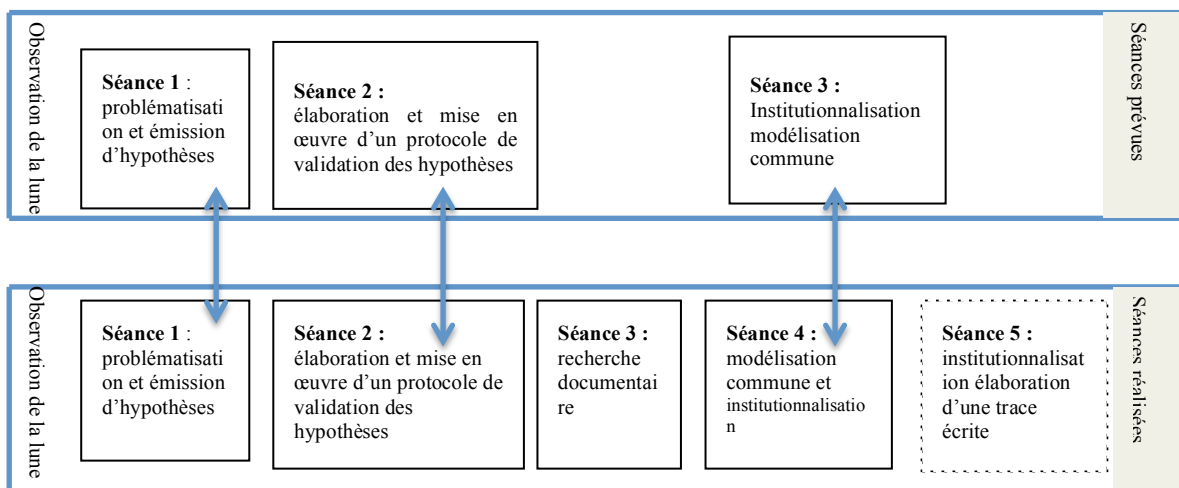 Observation de la lune
Séance 1 :
problématisati
on et émission
d'hypothèses
Séance 2 :
élaboration et mise en
œuvre d'un protocole de
validation des hypothèses
Séance 3 :
Institutionnalisation
modélisation
commune
Séances prévues
Observation de la lune
Séance 1 :
problématisati
on et émission
d'hypothèses
Séance 2 :
élaboration et mise en
œuvre d'un protocole de
validation des
hypothèses
Séance 3 :
recherche
documentai
re
Séance 4 :
modélisation
commune et
institutionnalisatio
n
Séance 5 :
institutionnalisat
ion élaboration
d'une trace
écrite
Séances réalisées